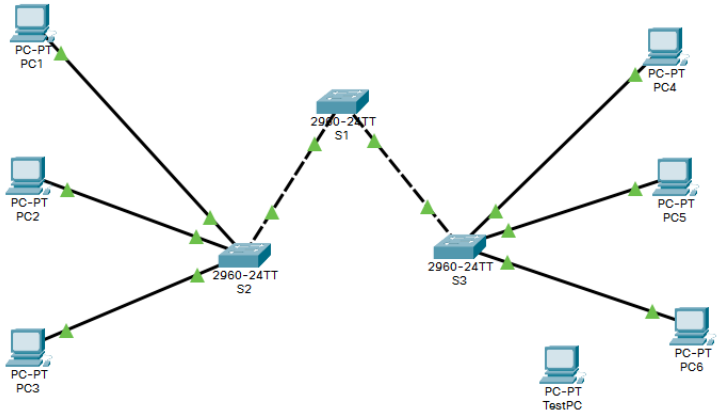 PC-PT
PC1
PC-PT
PC2
PC-PT
PC3
2960-24TT
S1
2960-24TT
S2
2960-24TT
S3
PC-PT
PC4
PC-PT
PC5
PC-PT
PC6
PC-PT
TestPC